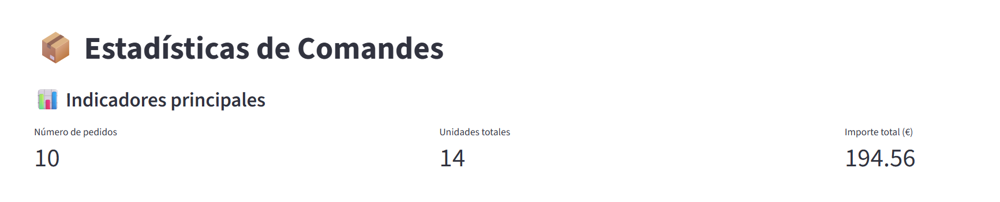 Estadísticas de Comandes
Indicadores principales
Número de pedidos
10
Unidades totales
14
Importe total (€)
194.56